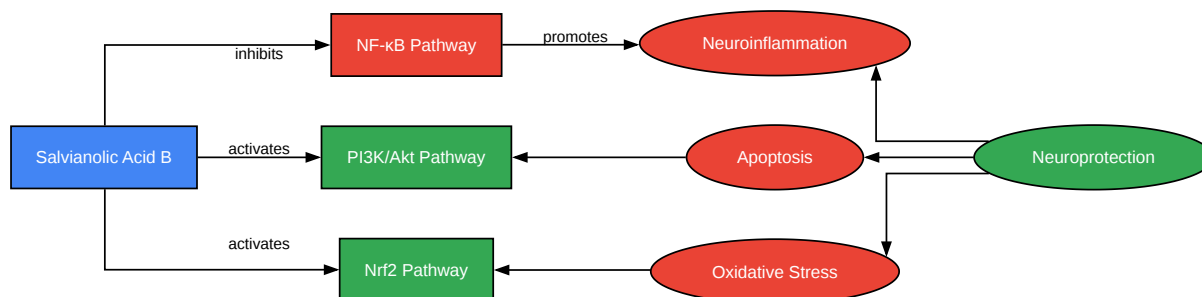 NF-κB Pathway
promotes
Neuroinflammation
inhibits
Salvianolic Acid B
activates
PI3K/Akt Pathway
Apoptosis
Neuroprotection
activates
Nrf2 Pathway
Oxidative Stress